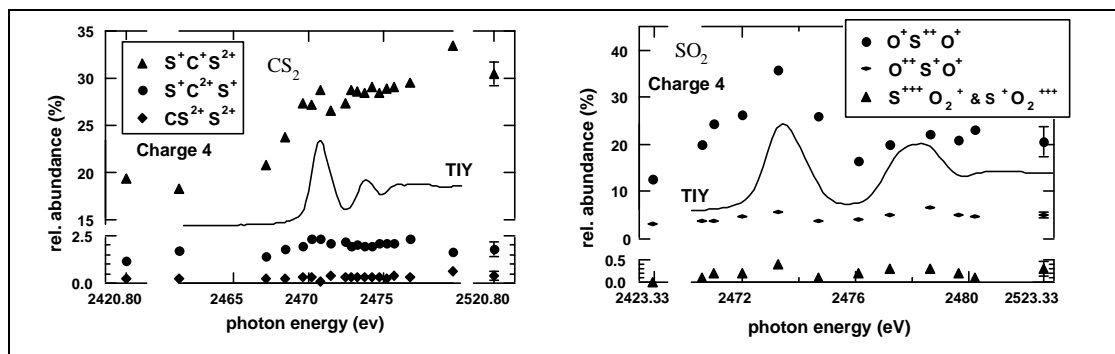 35
30
25
20
15
2.5
0.0
rel. abundance (%)
S⁺C⁺S²⁺
S⁺C²⁺S⁺
CS²⁺S²⁺
Charge 4
CS₂
TIY
2420.80
2465
2470
2475
2520.80
photon energy (ev)
40
30
20
10
0
0.5
0.0
rel. abundance (%)
SO₂
Charge 4
O⁺S⁺⁺O⁺
O⁺⁺S⁺O⁺
S⁺⁺⁺O₂⁺ & S⁺O₂⁺⁺⁺
TIY
2423.33
2472
2476
2480
2523.33
photon energy (eV)